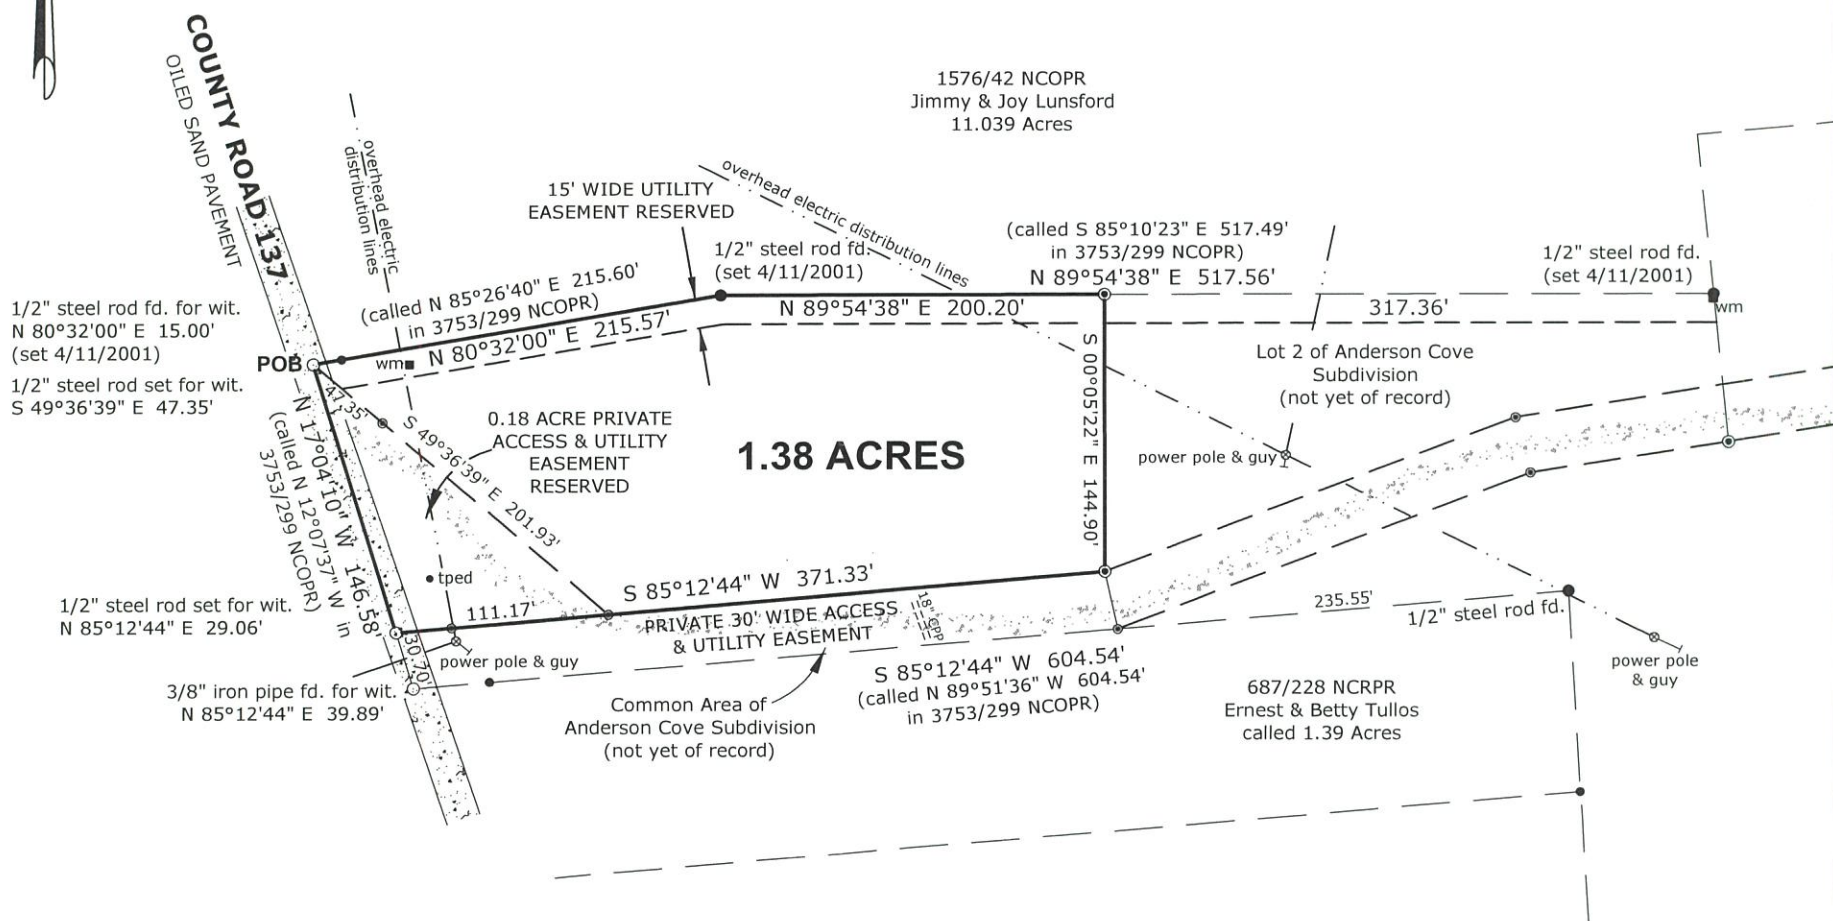 COUNTY ROAD 137
OILED SAND PAVEMENT
overhead electric
distribution lines
1576/42 NCOPR
Jimmy & Joy Lunsford
11.039 Acres
15' WIDE UTILITY
EASEMENT RESERVED
overhead electric distribution lines
1/2" steel rod fd.
(set 4/11/2001)
(called S 85°10'23" E 517.49'
in 3753/299 NCOPR)
N 89°54'38" E 517.56'
1/2" steel rod fd.
(set 4/11/2001)
wm
(called N 85°26'40" E 215.60'
in 3753/299 NCOPR)
N 80°32'00" E 215.57'
N 89°54'38" E 200.20'
317.36'
1/2" steel rod fd. for wit.
N 80°32'00" E 15.00'
(set 4/11/2001)
POB
wm
1/2" steel rod set for wit.
S 49°36'39" E 47.35'
47.35'
S 49°36'39" E 201.93'
0.18 ACRE PRIVATE
ACCESS & UTILITY
EASEMENT
RESERVED
1.38 ACRES
S 00°05'22" E 144.90'
Lot 2 of Anderson Cove
Subdivision
(not yet of record)
power pole & guy
N 17°04'10" W 146.58'
(called N 12°07'37" W in
3753/299 NCOPR)
tped
1/2" steel rod set for wit.
N 85°12'44" E 29.06'
111.17'
S 85°12'44" W 371.33'
PRIVATE 30' WIDE ACCESS
& UTILITY EASEMENT
18" CPP
235.55'
1/2" steel rod fd.
30.70'
power pole & guy
3/8" iron pipe fd. for wit.
N 85°12'44" E 39.89'
Common Area of
Anderson Cove Subdivision
(not yet of record)
S 85°12'44" W 604.54'
(called N 89°51'36" W 604.54'
in 3753/299 NCOPR)
687/228 NCRPR
Ernest & Betty Tullos
called 1.39 Acres
power pole
& guy